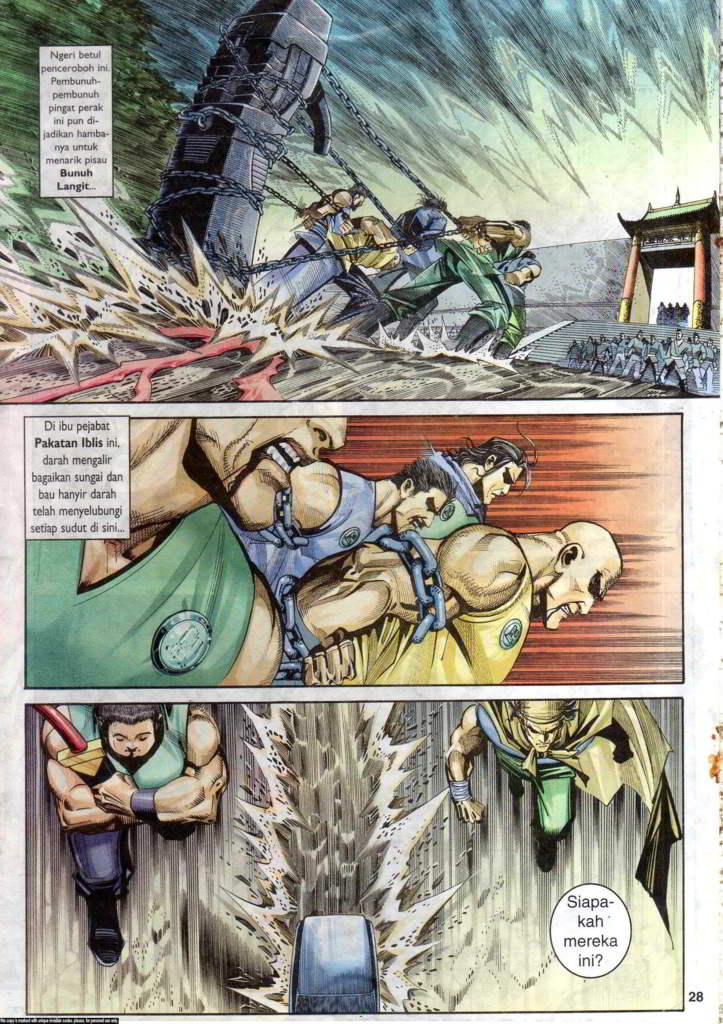 Ngeri betul
penceroboh ini.
Pembunuh-
pembunuh
pingat perak
ini pun di-
jadikan hamba-
nya untuk
menarik pisau
Bunuh
Langit...
Di ibu pejabat
Pakatan Iblis ini,
darah mengalir
bagaikan sungai dan
bau hanyir darah
telah menyelubungi
setiap sudut di sini...
Siapa-
kah
mereka
ini?
28